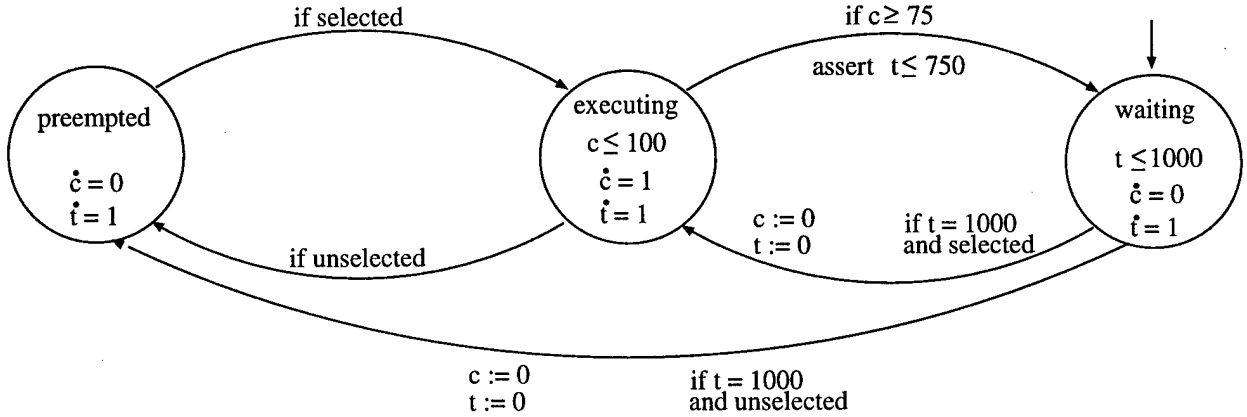 if selected
if c ≥ 75
assert t ≤ 750
preempted
ċ = 0
ṫ = 1
executing
c ≤ 100
ċ = 1
ṫ = 1
waiting
t ≤ 1000
ċ = 0
ṫ = 1
if unselected
c := 0
t := 0
if t = 1000
and selected
c := 0
t := 0
if t = 1000
and unselected